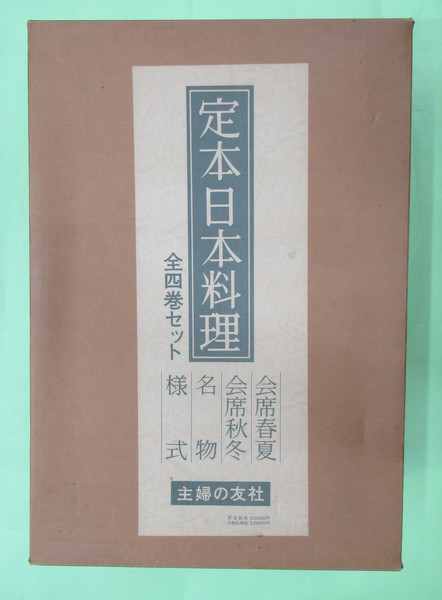 定本日本料理
全四巻セット
会席春夏
会席秋冬
名物
様式
主婦の友社